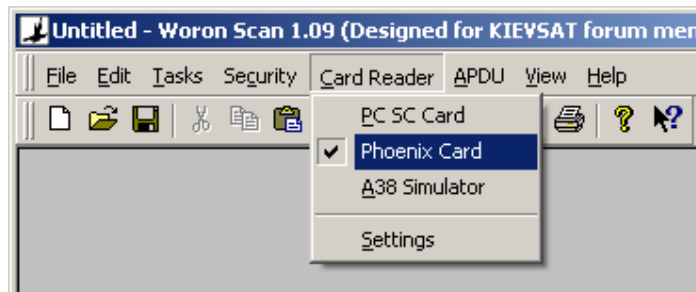 Untitled - Woron Scan 1.09 (Designed for KIEVSAT forum
File Edit Tasks Security Card Reader APDU View Help
PC SC Card
Phoenix Card
A38 Simulator
Settings